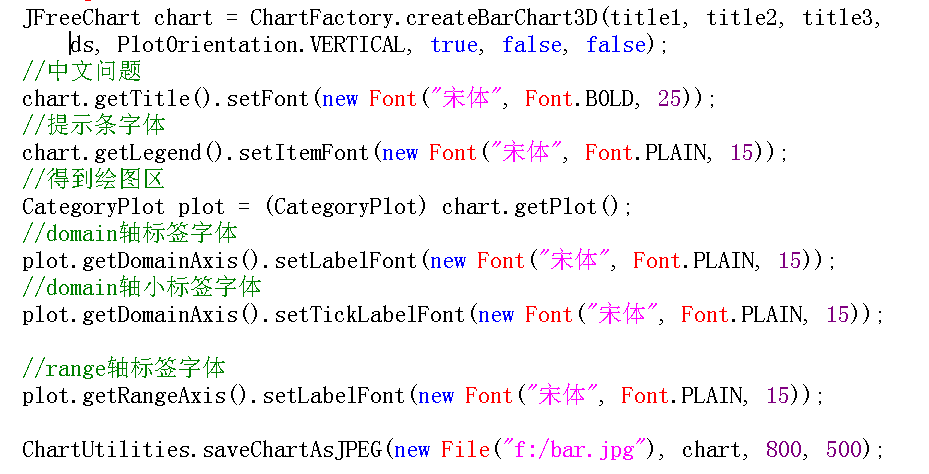 JFreeChart chart = ChartFactory.createBarChart3D(title1, title2, title3,
ds, PlotOrientation.VERTICAL, true, false, false);
//中文问题
chart.getTitle().setFont(new Font("宋体", Font.BOLD, 25));
//提示条字体
chart.getLegend().setItemFont(new Font("宋体", Font.PLAIN, 15));
//得到绘图区
CategoryPlot plot = (CategoryPlot) chart.getPlot();
//domain轴标签字体
plot.getDomainAxis().setLabelFont(new Font("宋体", Font.PLAIN, 15));
//domain轴小标签字体
plot.getDomainAxis().setTickLabelFont(new Font("宋体", Font.PLAIN, 15));
//range轴标签字体
plot.getRangeAxis().setLabelFont(new Font("宋体", Font.PLAIN, 15));
ChartUtilities.saveChartAsJPEG(new File("f:/bar.jpg"), chart, 800, 500);